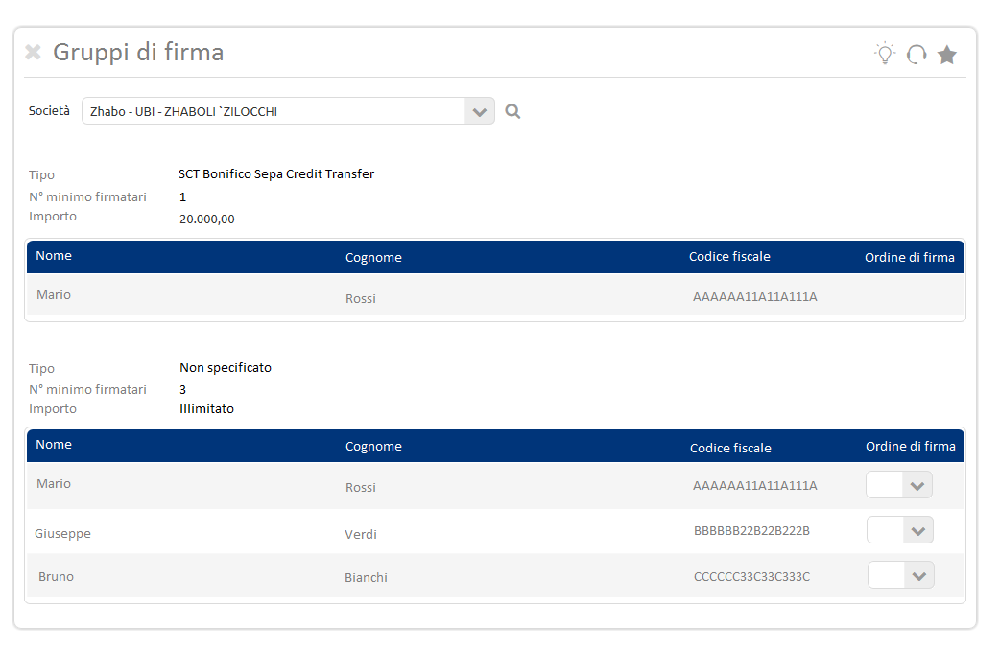 Gruppi di firma
Società Zhabo - UBI - ZHABOLI `ZILOCCHI
Tipo SCT Bonifico Sepa Credit Transfer
N° minimo firmatari 1
Importo 20.000,00
Nome Cognome Codice fiscale Ordine di firma
Mario Rossi AAAAAA11A11A111A
Tipo Non specificato
N° minimo firmatari 3
Importo Illimitato
Nome Cognome Codice fiscale Ordine di firma
Mario Rossi AAAAAA11A11A111A
Giuseppe Verdi BBBBBB22B22B222B
Bruno Bianchi CCCCCC33C33C333C